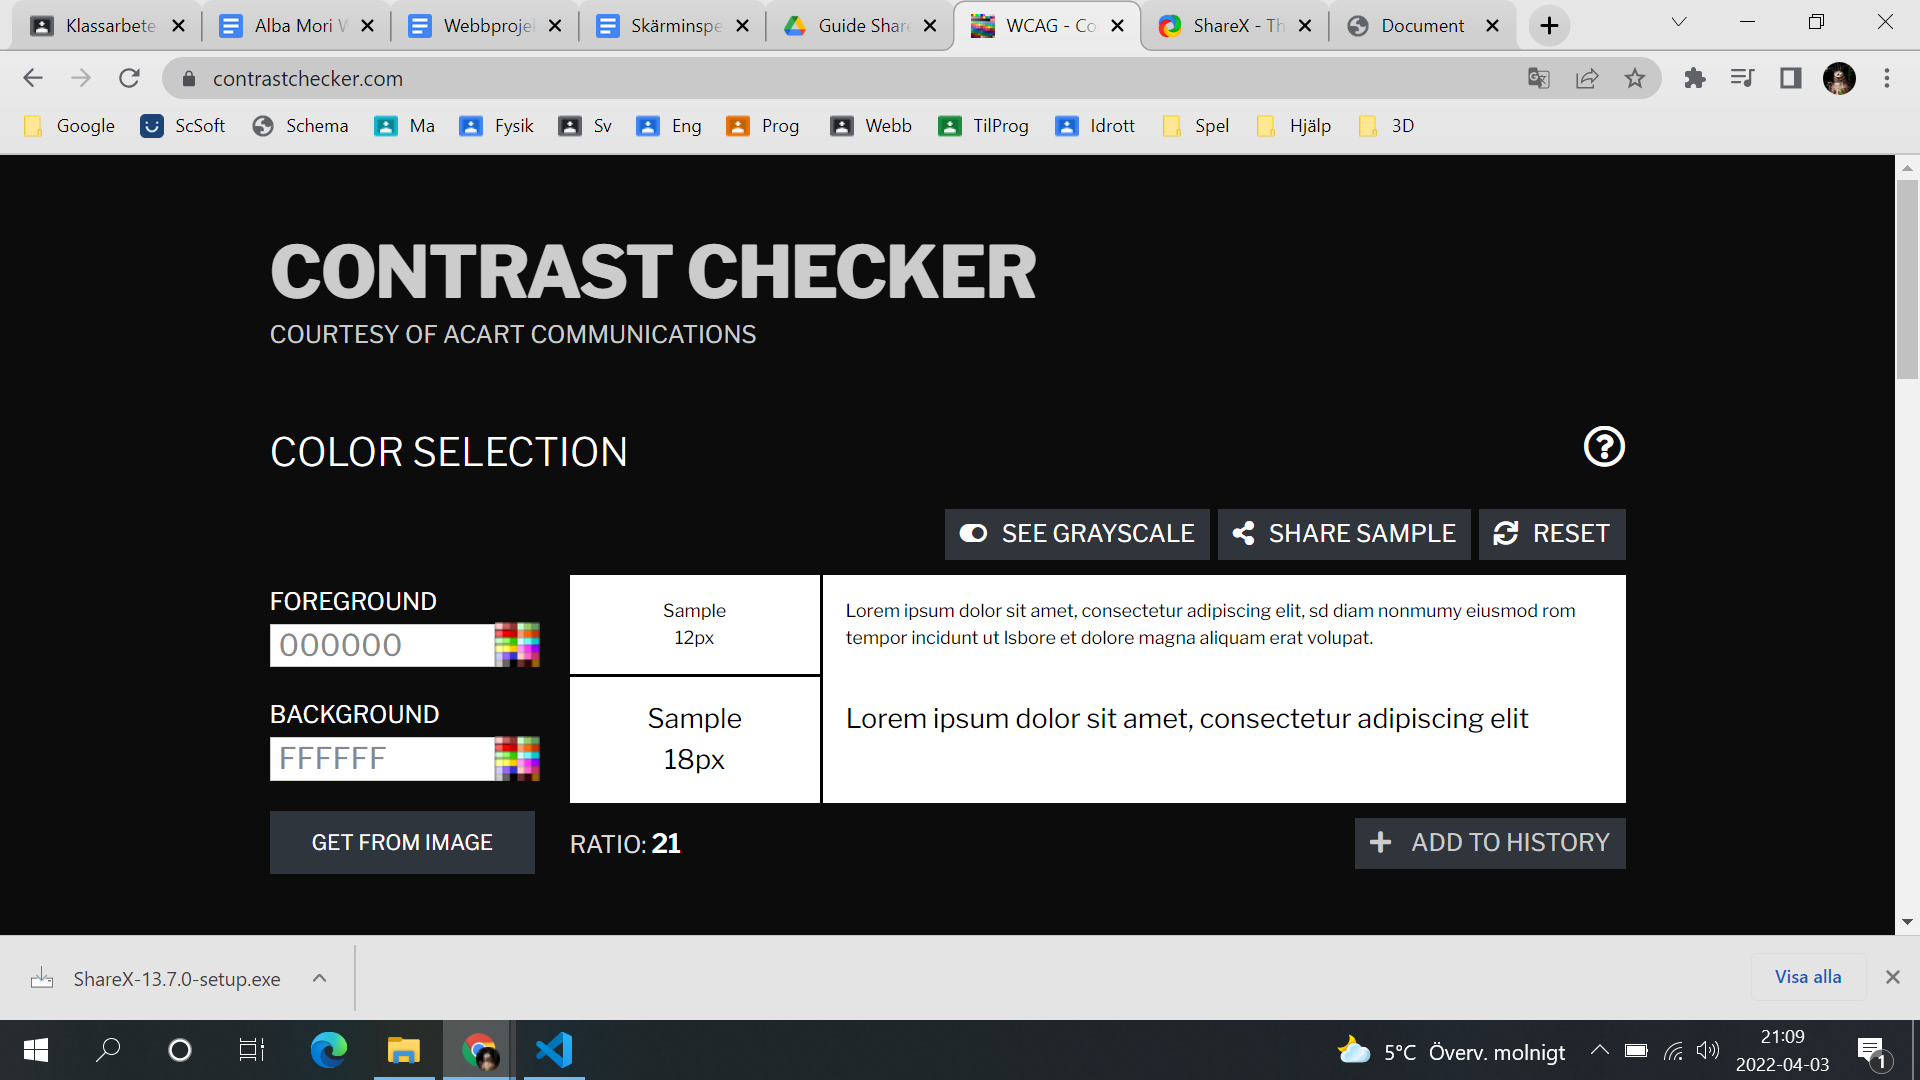 Klassarbete
Alba Mori W
Webbprojek
Skärminspe
Guide Share
WCAG - Co
ShareX - Th
Document
contrastchecker.com
Google
ScSoft
Schema
Ma
Fysik
Sv
Eng
Prog
Webb
TilProg
Idrott
Spel
Hjälp
3D
CONTRAST CHECKER
COURTESY OF ACART COMMUNICATIONS
COLOR SELECTION
SEE GRAYSCALE
SHARE SAMPLE
RESET
FOREGROUND
000000
BACKGROUND
FFFFFF
GET FROM IMAGE
Sample
12px
Lorem ipsum dolor sit amet, consectetur adipiscing elit, sd diam nonmumy eiusmod rom
tempor incidunt ut lsbore et dolore magna aliquam erat volupat.
Sample
18px
Lorem ipsum dolor sit amet, consectetur adipiscing elit
RATIO: 21
ADD TO HISTORY
ShareX-13.7.0-setup.exe
Visa alla
5°C Överv. molnigt
21:09
2022-04-03
1